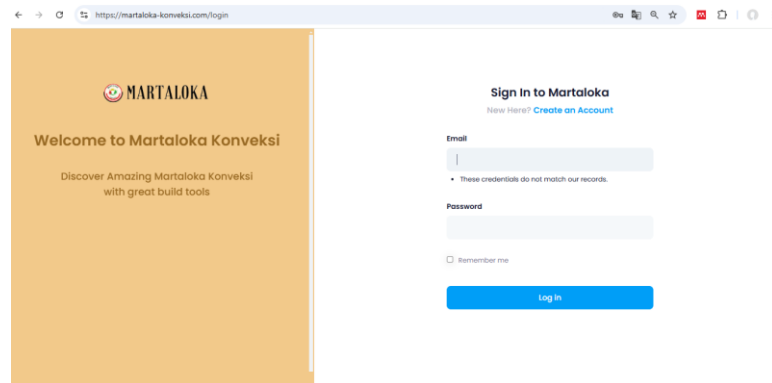 https://martaloka-konveksi.com/login
MARTALOKA
Welcome to Martaloka Konveksi
Discover Amazing Martaloka Konveksi
with great build tools
Sign In to Martaloka
New Here? Create an Account
Email
These credentials do not match our records.
Password
Remember me
Log In